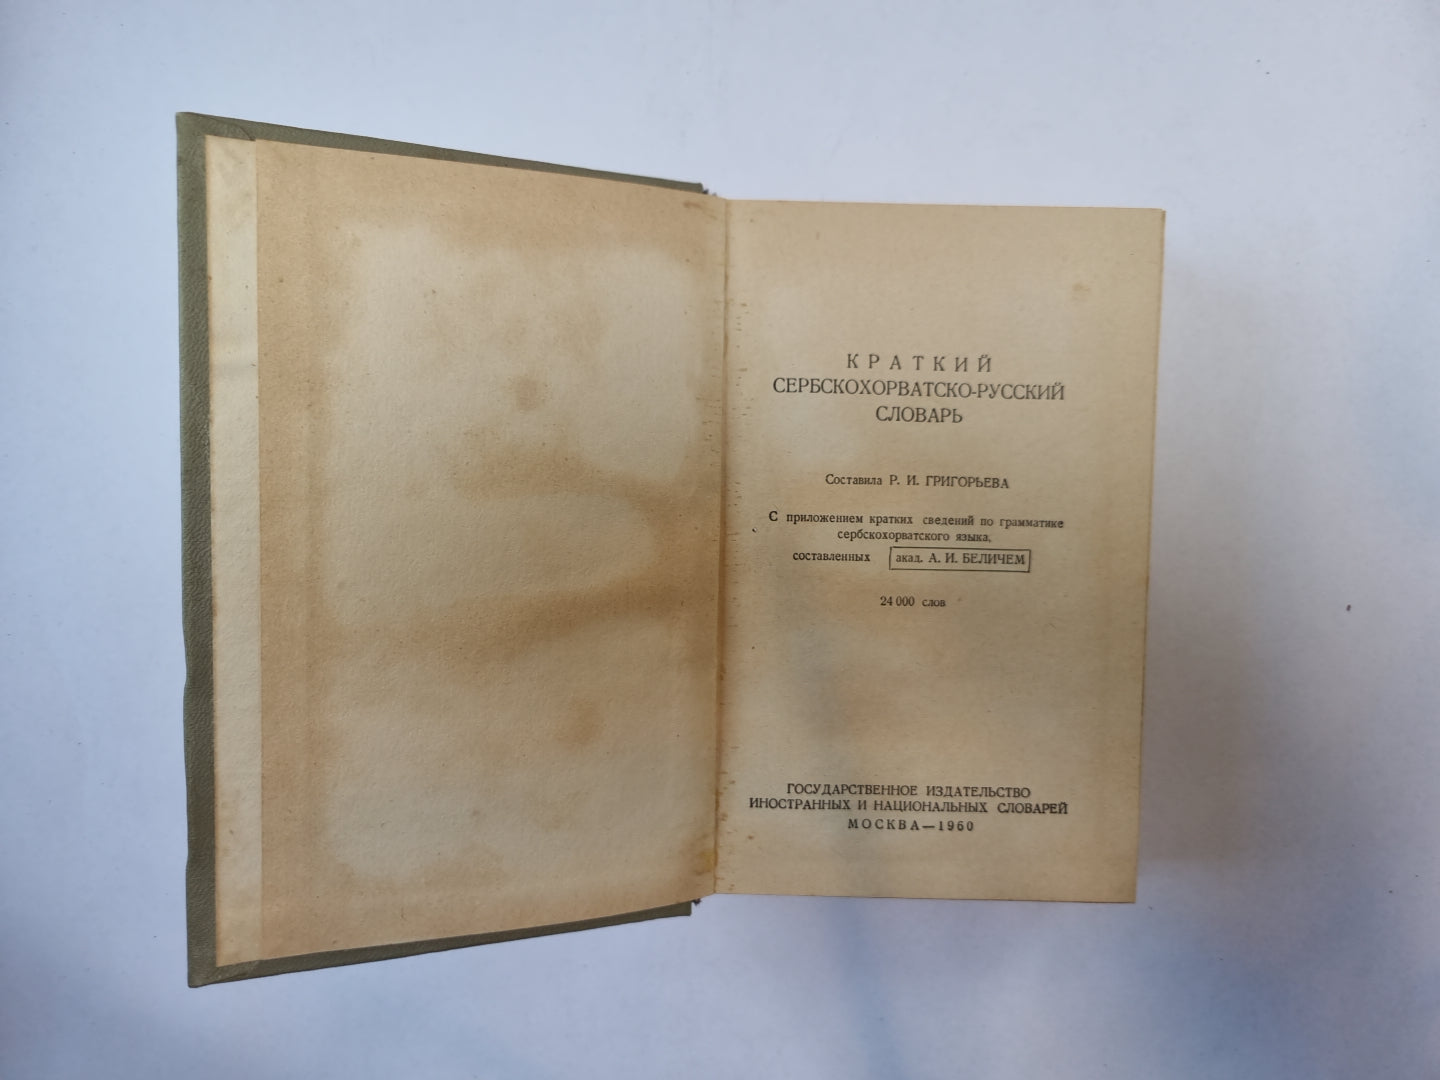 КРАТКИЙ
СЕРБСКОХОРВАТСКО-РУССКИЙ
СЛОВАРЬ
Составила Р. И. ГРИГОРЬЕВА
С приложением кратких сведений по грамматике
сербскохорватского языка,
составленных акад. А. И. БЕЛИЧЕМ
24 000 слов
ГОСУДАРСТВЕННОЕ ИЗДАТЕЛЬСТВО
ИНОСТРАННЫХ И НАЦИОНАЛЬНЫХ СЛОВАРЕЙ
МОСКВА—1960